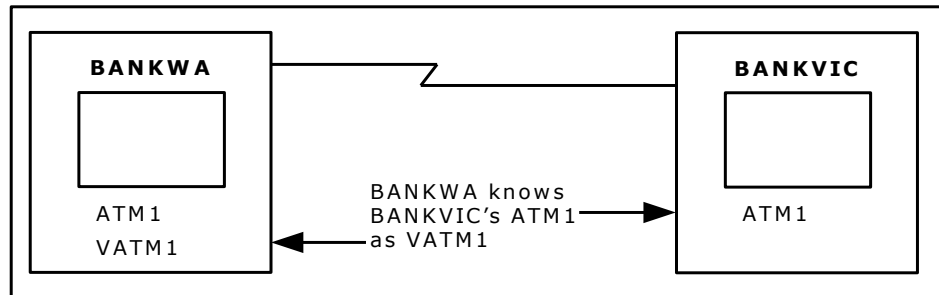 BANKWA
BANKVIC
BANKWA knows
BANKVIC's ATM1
as VATM1
ATM1
VATM1
ATM1